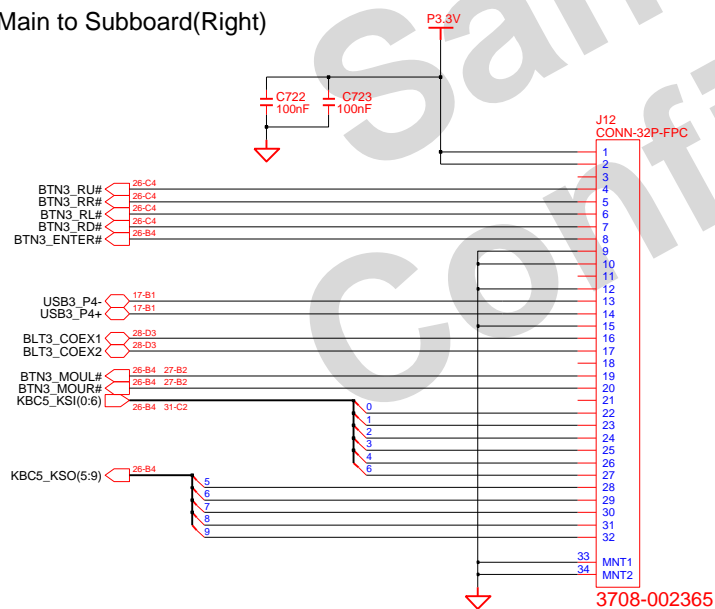 Main to Subboard(Right)
P3.3V
C722
100nF
C723
100nF
J12
CONN-32P-FPC
1
2
3
BTN3_RU# 26-C4 4
BTN3_RR# 26-C4 5
BTN3_RL# 26-C4 6
BTN3_RD# 26-C4 7
BTN3_ENTER# 26-B4 8
9
10
11
12
USB3_P4- 17-B1 13
USB3_P4+ 17-B1 14
15
BLT3_COEX1 28-D3 16
BLT3_COEX2 28-D3 17
18
BTN3_MOUL# 26-B4 27-B2 19
BTN3_MOUR# 26-B4 27-B2 20
KBC5_KSI(0:6) 26-B4 31-C2 21
0 22
1 23
2 24
3 25
4 26
6 27
KBC5_KSO(5:9) 26-B4
5 28
6 29
7 30
8 31
9 32
33 MNT1
34 MNT2
3708-002365